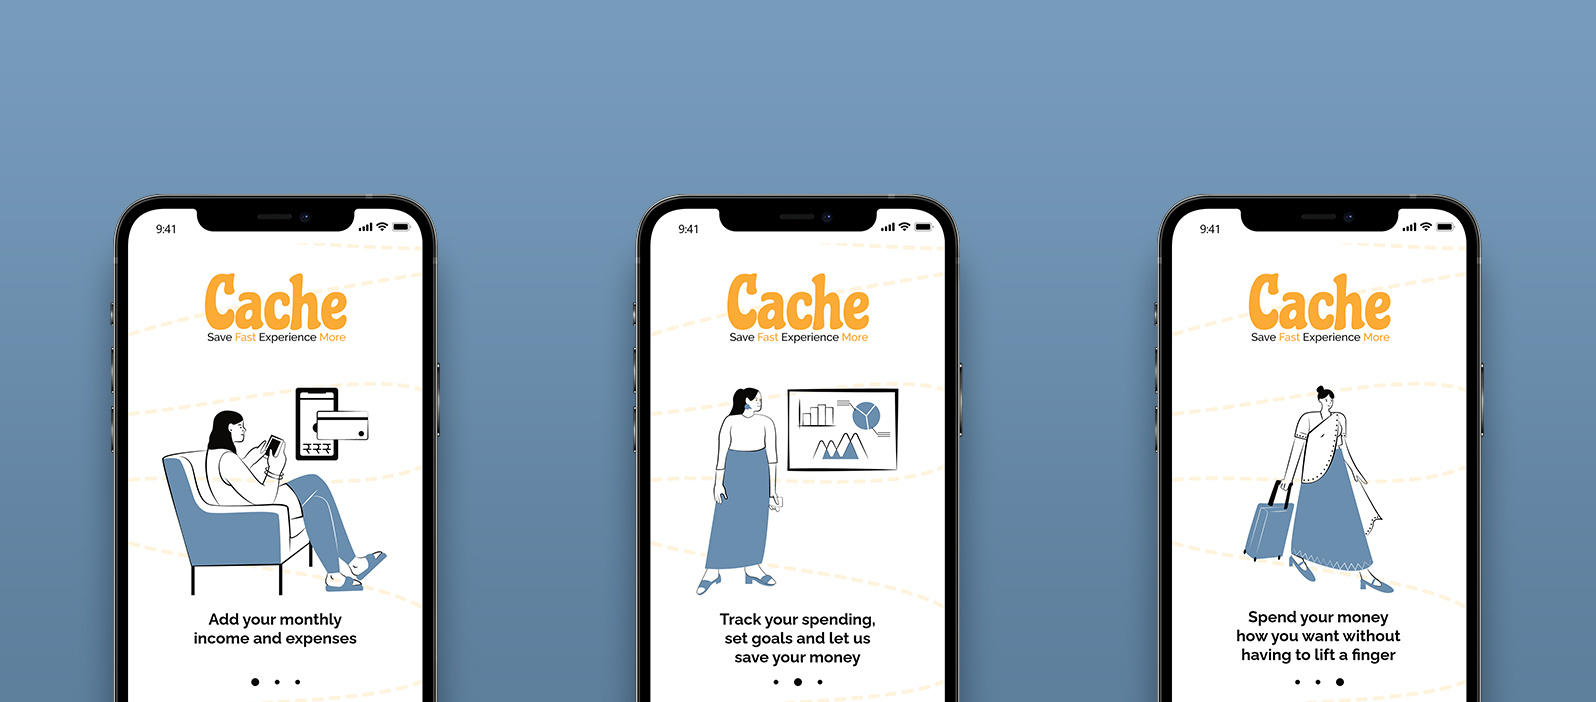 9:41
Cache
Save Fast Experience More
₹₹₹
Add your monthly
income and expenses
9:41
Cache
Save Fast Experience More
Track your spending,
set goals and let us
save your money
9:41
Cache
Save Fast Experience More
Spend your money
how you want without
having to lift a finger